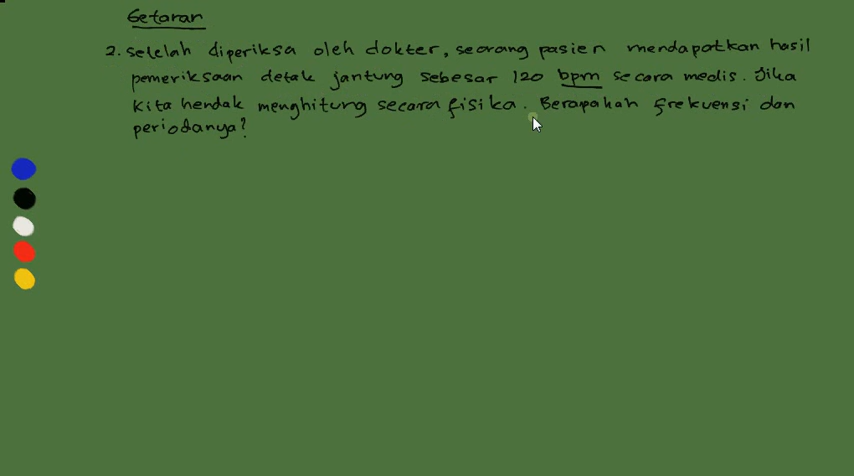 Getaran
2. setelah diperiksa oleh dokter, seorang pasien mendapatkan hasil
pemeriksaan detak jantung sebesar 120 bpm secara medis. Jika
kita hendak menghitung secara fisika. Berapakah frekuensi dan
periodanya?